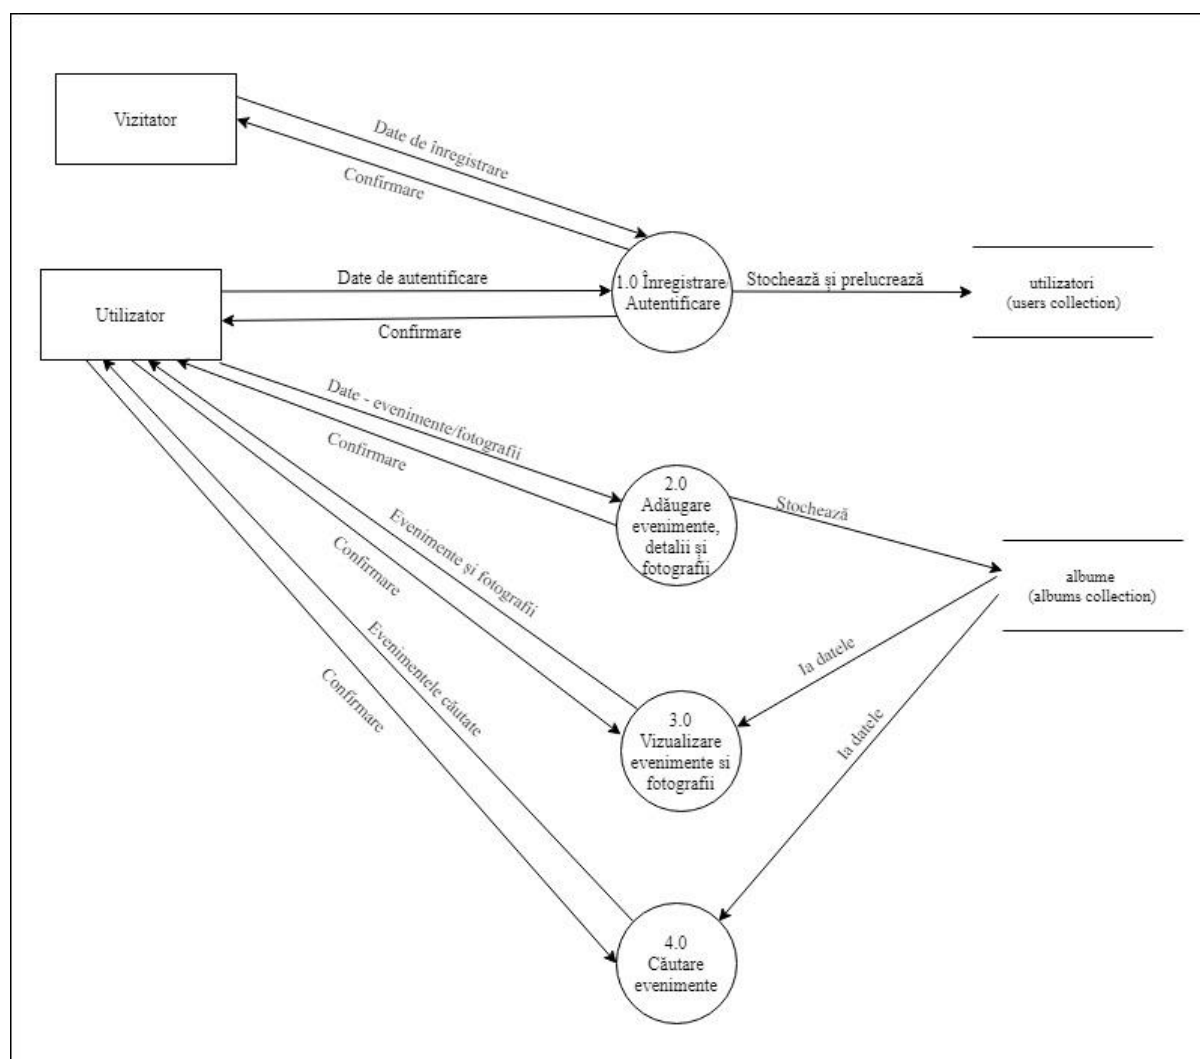 Vizitator
Date de înregistrare
Confirmare
Utilizator
Date de autentificare
Confirmare
1.0 Înregistrare/
Autentificare
Stochează și prelucrează
utilizatori
(users collection)
Date - evenimente/fotografii
Confirmare
2.0
Adăugare
evenimente,
detalii și
fotografii
Stochează
albume
(albums collection)
Evenimente și fotografii
Confirmare
Ia datele
3.0
Vizualizare
evenimente si
fotografii
Evenimentele căutate
Confirmare
Ia datele
4.0
Căutare
evenimente